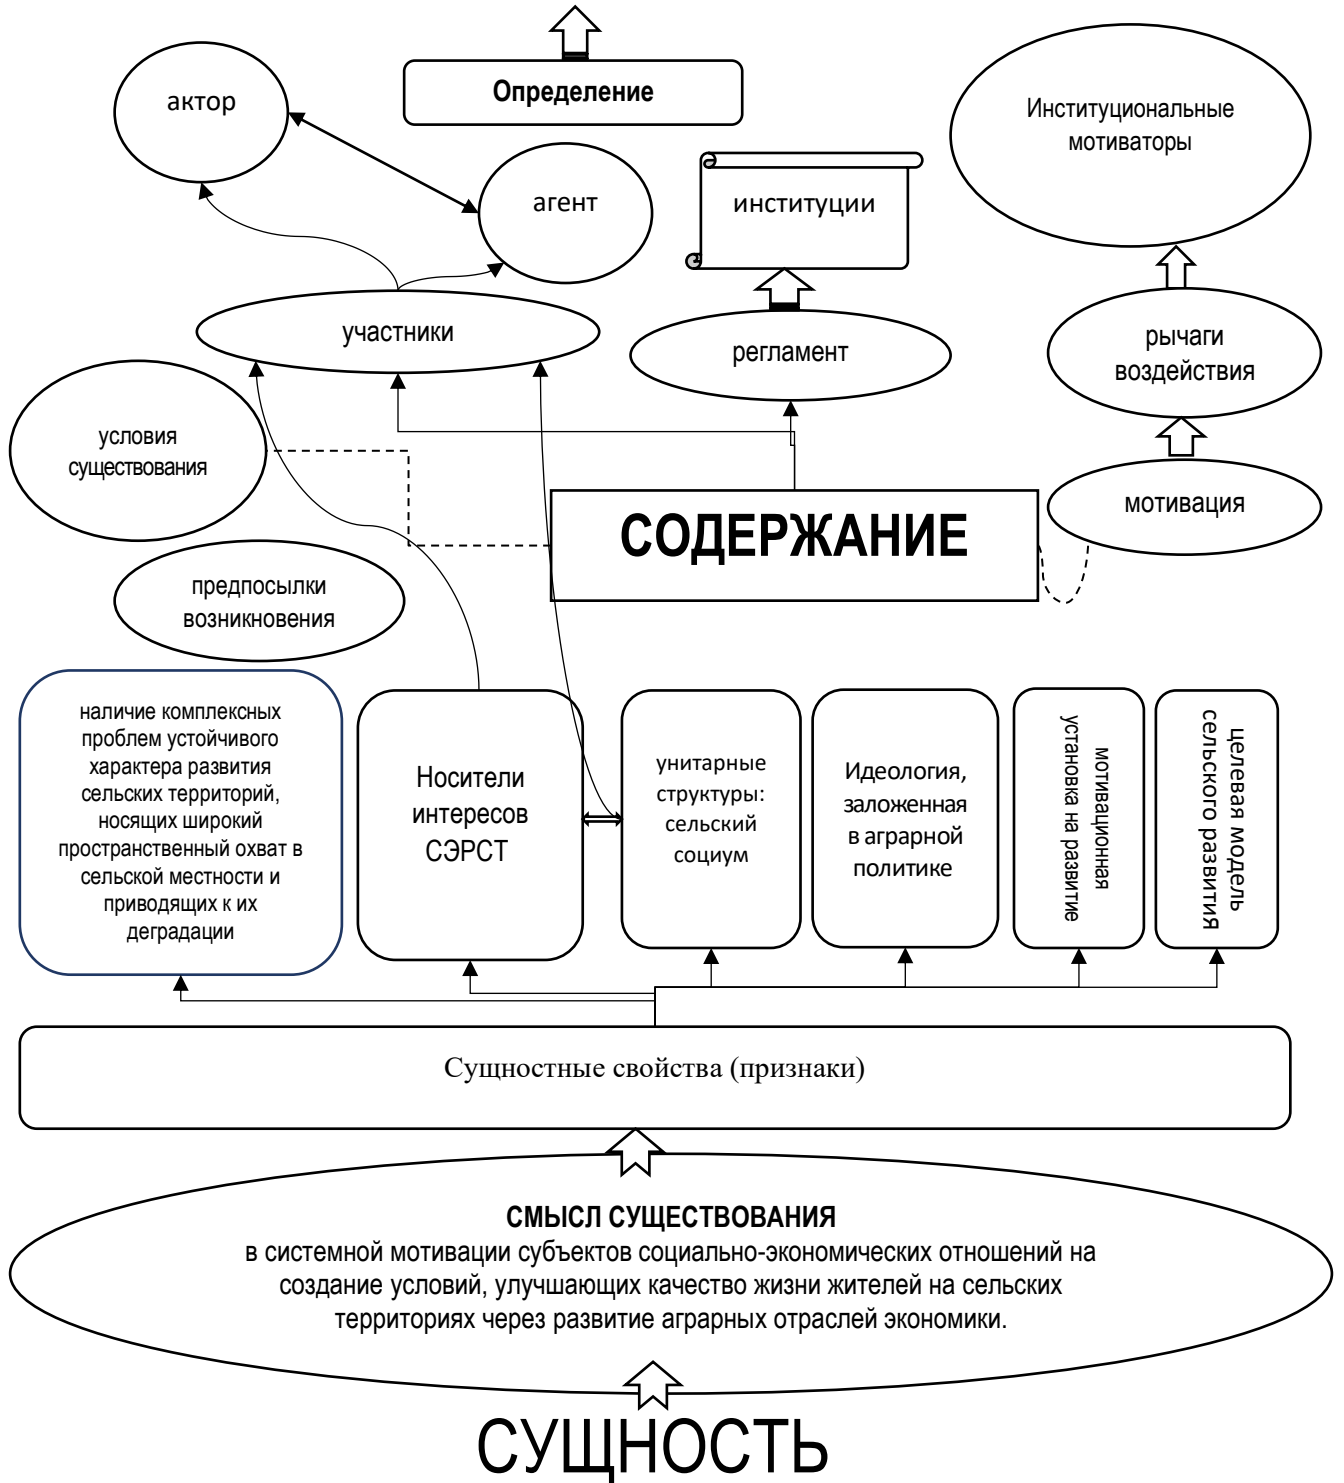 Определение
актор
агент
институции
Институциональные
мотиваторы
участники
регламент
рычаги
воздействия
условия
существования
мотивация
СОДЕРЖАНИЕ
предпосылки
возникновения
наличие комплексных
проблем устойчивого
характера развития
сельских территорий,
носящих широкий
пространственный охват в
сельской местности и
приводящих к их
деградации
Носители
интересов
СЭРСТ
унитарные
структуры:
сельский
социум
Идеология,
заложенная
в аграрной
политике
мотивационная
установка на развитие
целевая модель
сельского развития
Сущностные свойства (признаки)
СМЫСЛ СУЩЕСТВОВАНИЯ
в системной мотивации субъектов социально-экономических отношений на
создание условий, улучшающих качество жизни жителей на сельских
территориях через развитие аграрных отраслей экономики.
СУЩНОСТЬ